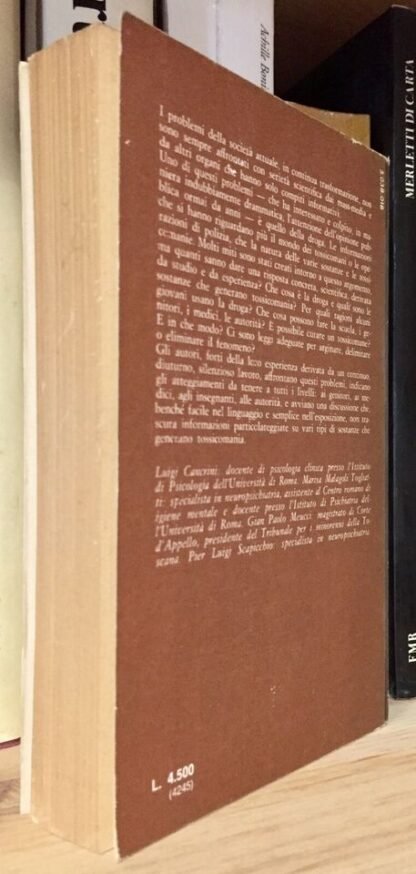 Achille Boni
MERLETTI DI CARTA
FMR
I problemi della società attuale, in continua trasformazione, non
sono sempre affrontati con serietà scientifica dai mass-media e
da altri organi che hanno solo compiti informativi.
Uno di questi problemi — che ha interessato e colpito, in ma-
niera indubbiamente drammatica, l'attenzione dell'opinione pub-
blica ormai da anni — è quello della droga. Le informazioni
che si hanno riguardano più il mondo dei tossicomani o le ope-
razioni di polizia, che la natura delle varie sostanze e le tossi-
comanie. Molti miti sono stati creati intorno a questo argomento,
ma quanti sanno dare una risposta concreta, scientifica, derivata
da studio e da esperienza? Che cosa è la droga e quali sono le
sostanze che generano tossicomania? Per quali ragioni alcuni
giovani usano la droga? Che cosa possono fare la scuola, i ge-
nitori, i medici, le autorità? È possibile curare un tossicomane?
E in che modo? Ci sono leggi adeguate per arginare, delimitare
o eliminare il fenomeno?
Gli autori, forti della loro esperienza derivata da un continuo,
diuturno, silenzioso lavoro, affrontano questi problemi, indicano
gli atteggiamenti da tenere a tutti i livelli: ai genitori, ai me-
dici, agli insegnanti, alle autorità, e avviano una discussione che,
benché facile nel linguaggio e semplice nell'esposizione, non tra-
scura informazioni particolareggiate su vari tipi di sostanze che
generano tossicomania.
Luigi Cancrini: docente di psicologia clinica presso l'Istituto
di Psicologia dell'Università di Roma. Marisa Malagoli Togliat-
ti: specialista in neuropsichiatria, assistente al Centro romano di
igiene mentale e docente presso l'Istituto di Psichiatria del-
l'Università di Roma. Gian Paolo Meucci: magistrato di Corte
d'Appello, presidente del Tribunale per i minorenni della To-
scana. Pier Luigi Scapicchio: specialista in neuropsichiatria.
L. 4.500
(4245)